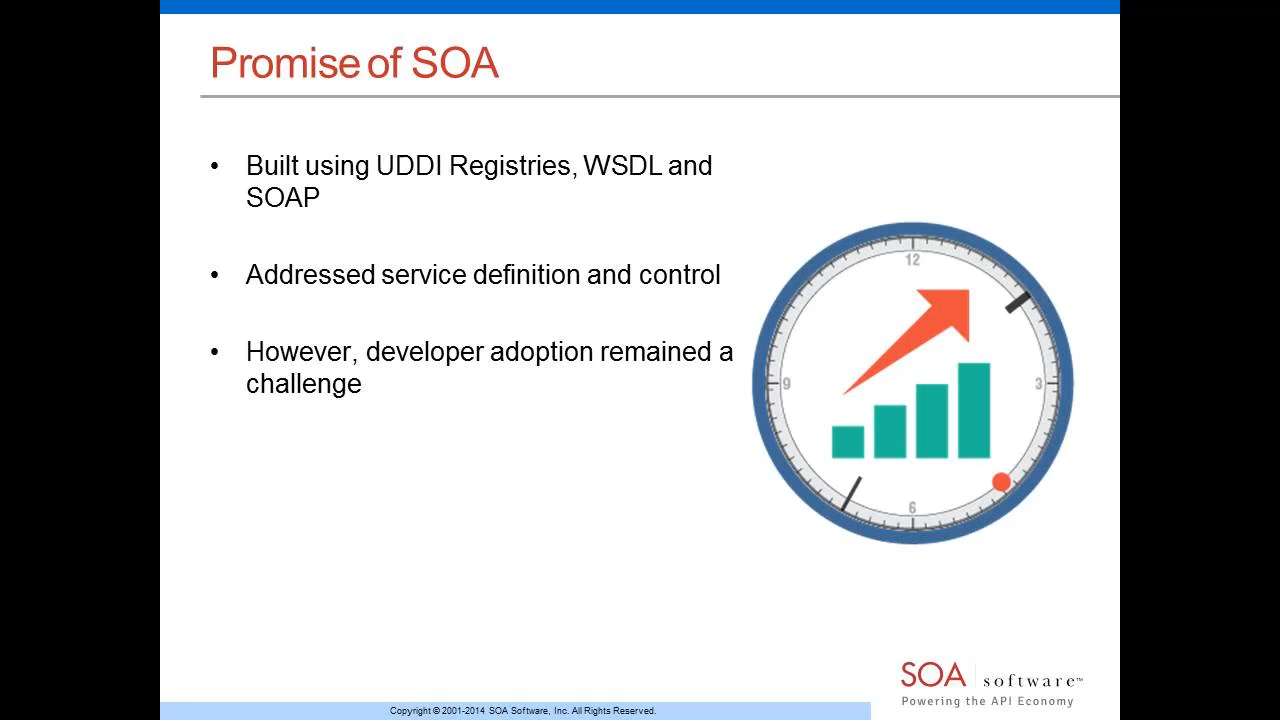 Promise of SOA
• Built using UDDI Registries, WSDL and
SOAP
• Addressed service definition and control
• However, developer adoption remained a
challenge
12
9
3
6
SOA software™
Powering the API Economy
Copyright © 2001-2014 SOA Software, Inc. All Rights Reserved.